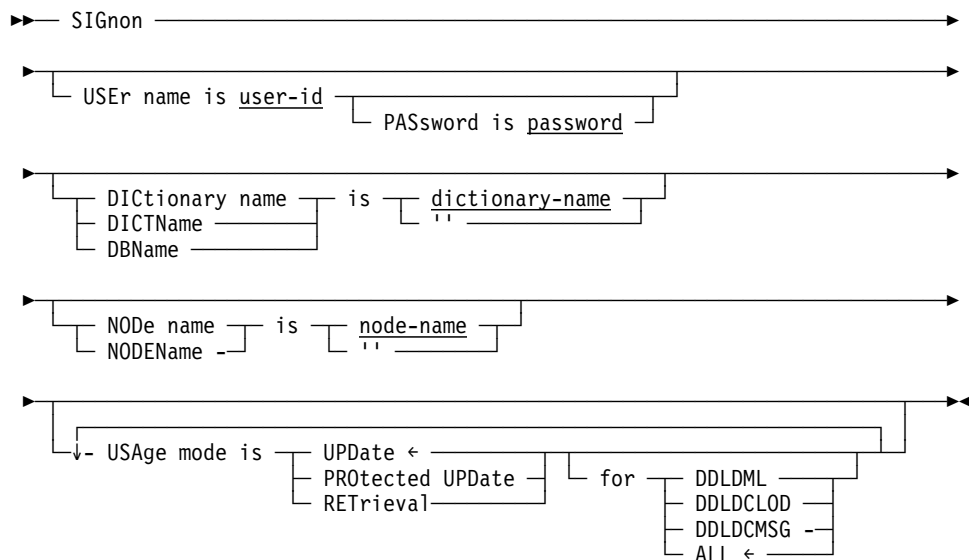 SIGnon
USEr name is user-id
PASsword is password
DICtionary name is dictionary-name
DICTName ''
DBName
NODe name is node-name
NODEName ''
USAge mode is UPDate ←
PROtected UPDate for DDLDML
RETrieval DDLDCLOD
DDLDCMSG
ALL ←